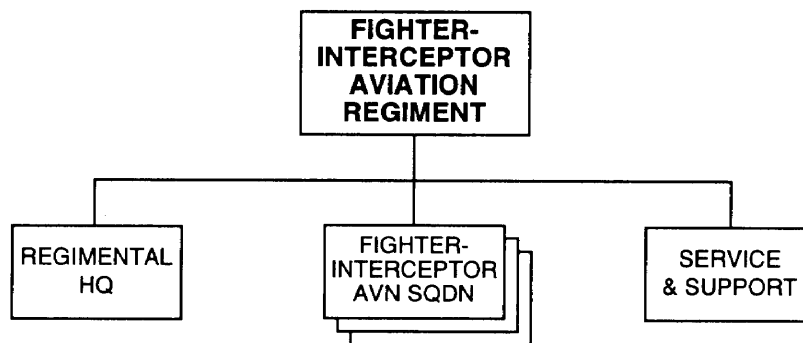 FIGHTER-
INTERCEPTOR
AVIATION
REGIMENT
REGIMENTAL
HQ
FIGHTER-
INTERCEPTOR
AVN SQDN
SERVICE
& SUPPORT